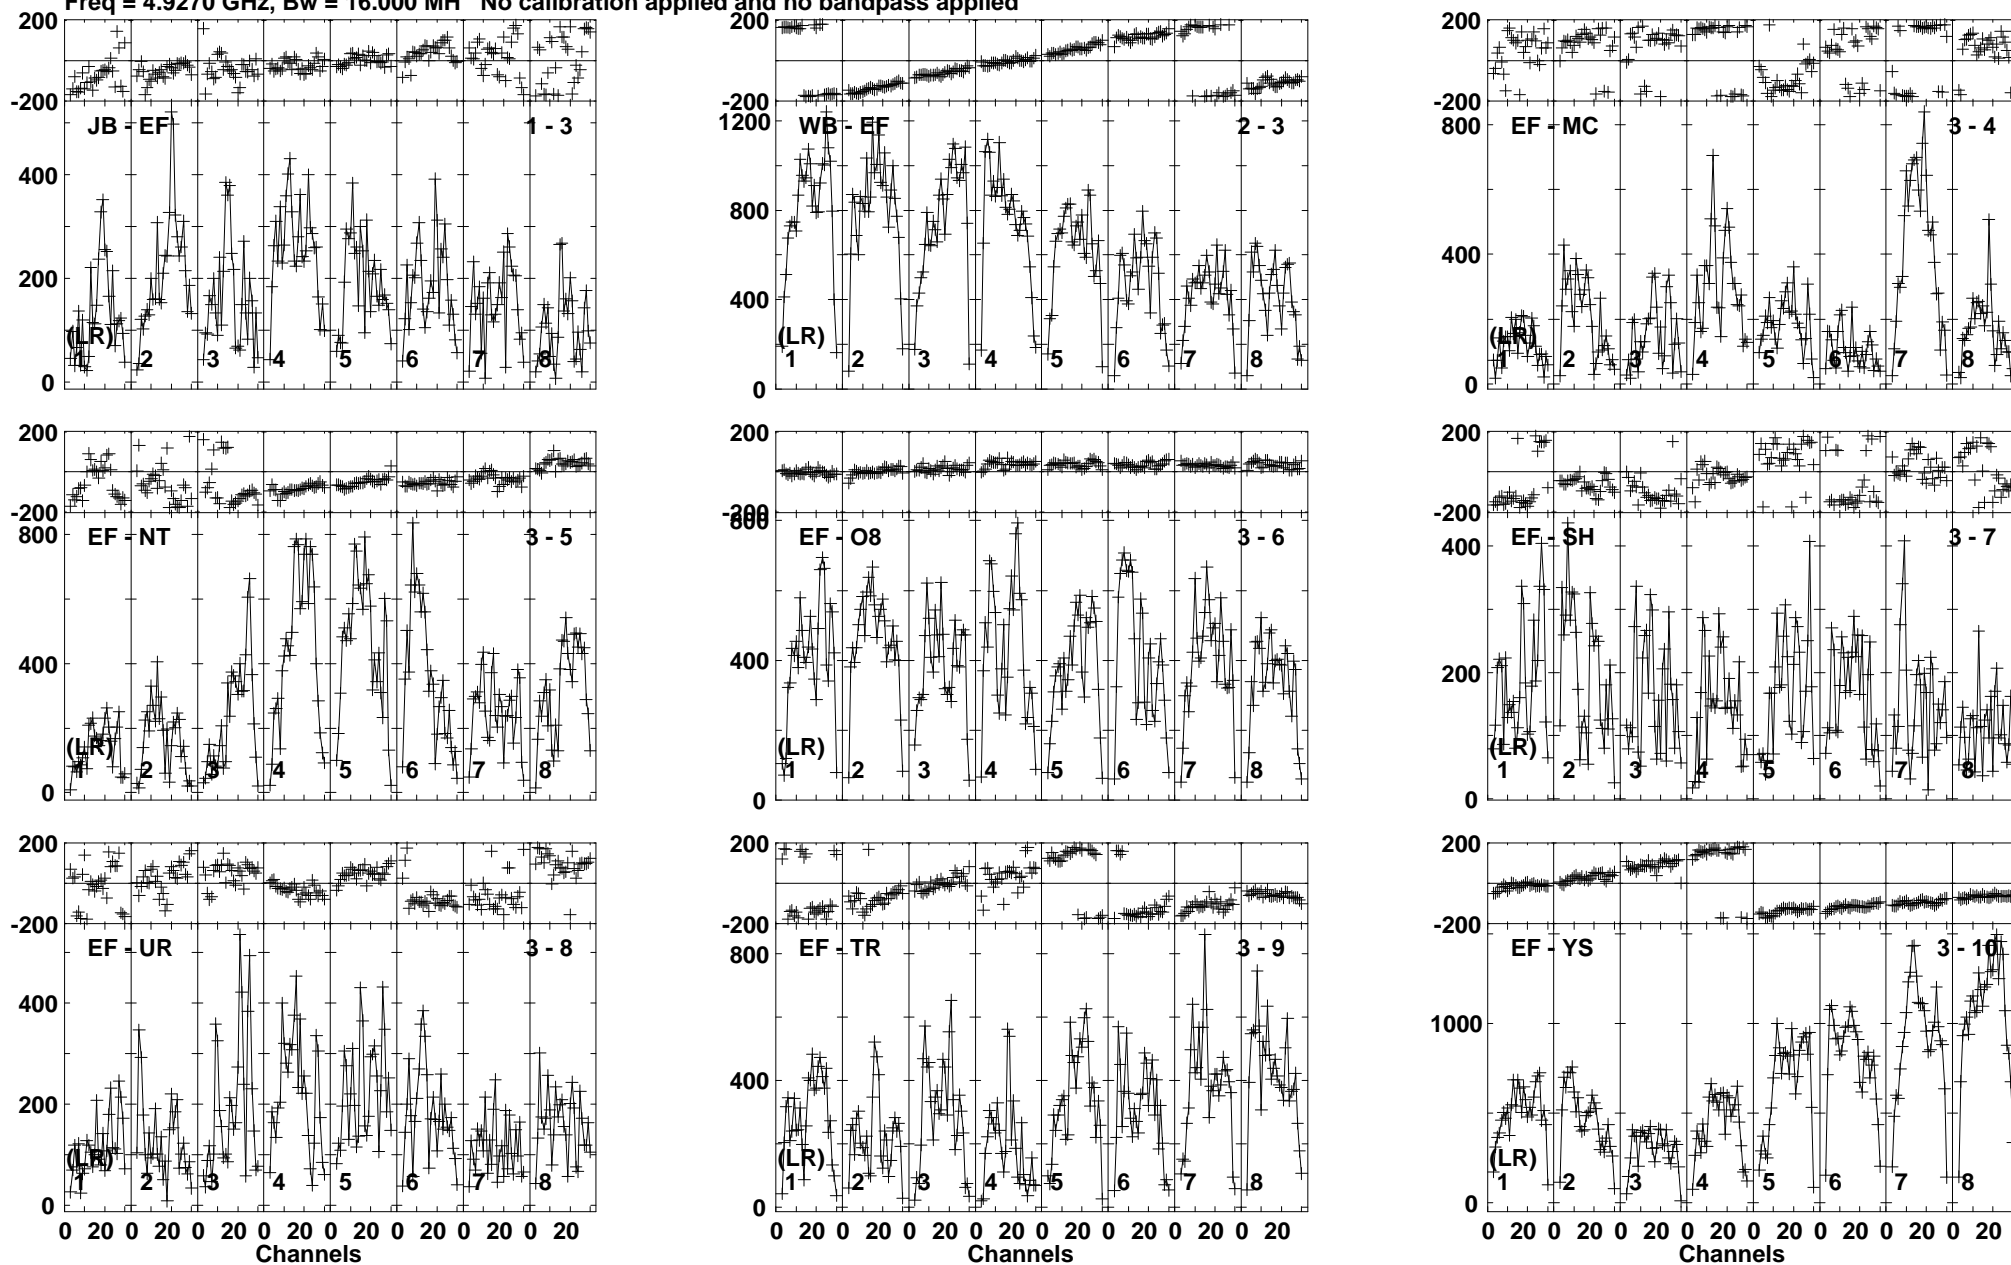 Freq = 4.9270 GHz, Bw = 16.000 MH No calibration applied and no bandpass applied
200 200 200
-200 -200 -200
JB - EF 1 - 3 WB - EF 2 - 3 EF - MC 3 - 4
1200 800
400 800 400
200 400
0 0 0
(LR) (LR) (LR)
1 2 3 4 5 6 7 8 1 2 3 4 5 6 7 8 1 2 3 4 5 6 7 8
200 200 200
-200 -200 -200
EF - NT 3 - 5 EF - O8 3 - 6 EF - SH 3 - 7
800 800 400
400 400 200
0 0 0
(LR) (LR) (LR)
1 2 3 4 5 6 7 8 1 2 3 4 5 6 7 8 1 2 3 4 5 6 7 8
200 200 200
-200 -200 -200
EF - UR 3 - 8 EF - TR 3 - 9 EF - YS 3 - 10
400 800 1000
200 400
0 0 0
(LR) (LR) (LR)
1 2 3 4 5 6 7 8 1 2 3 4 5 6 7 8 1 2 3 4 5 6 7 8
0 20 0 20 0 20 0 20 0 20 0 20 0 20 0 20 0 20 0 20 0 20 0 20 0 20 0 20 0 20 0 20 0 20 0 20 0 20 0 20 0 20 0 20 0 20 0 20
Channels Channels Channels